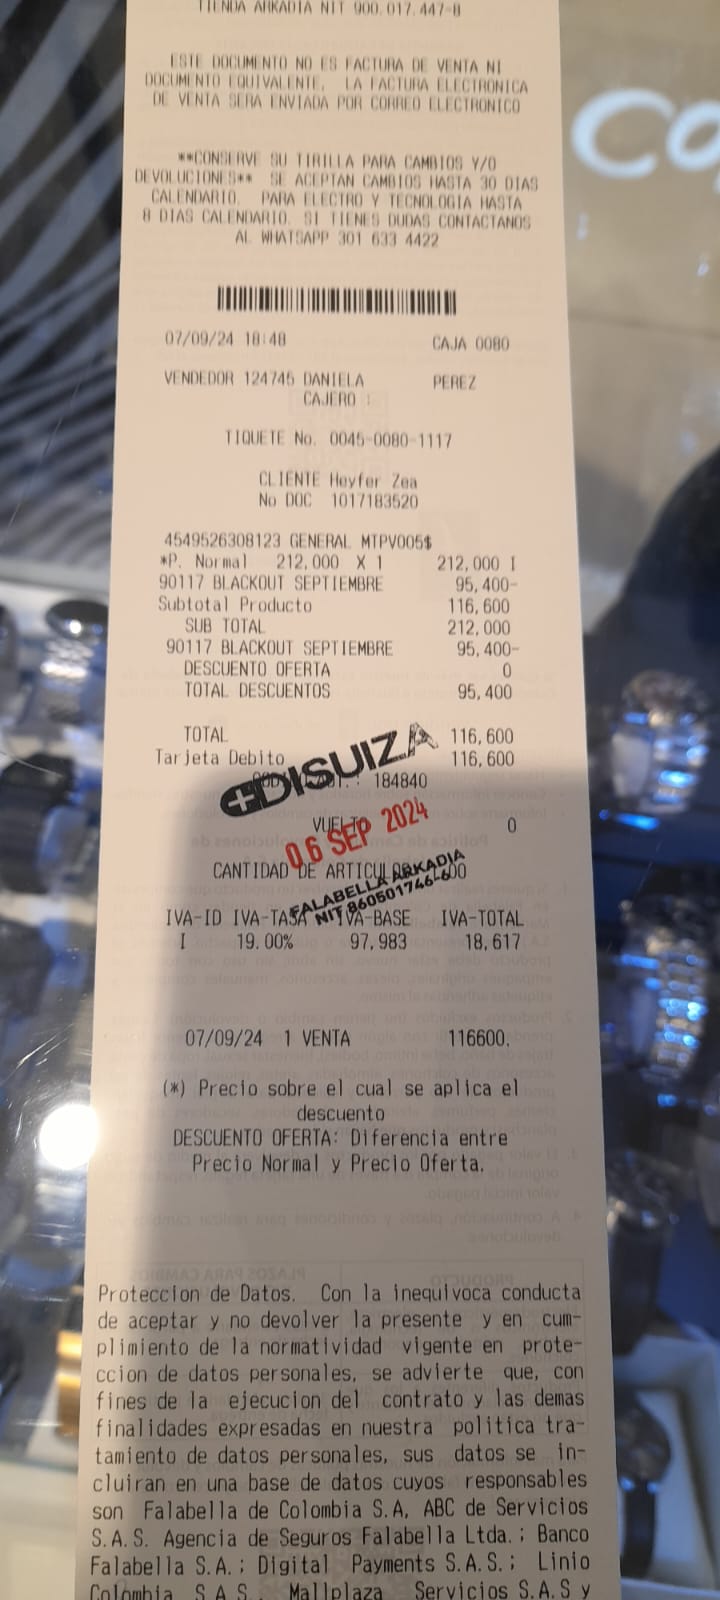 TIENDA ARKADIA NIT 900.017.447-8
ESTE DOCUMENTO NO ES FACTURA DE VENTA NI
DOCUMENTO EQUIVALENTE, LA FACTURA ELECTRONICA
DE VENTA SERA ENVIADA POR CORREO ELECTRONICO
**CONSERVE SU TIRILLA PARA CAMBIOS Y/O
DEVOLUCIONES** SE ACEPTAN CAMBIOS HASTA 30 DIAS
CALENDARIO. PARA ELECTRO Y TECNOLOGIA HASTA
8 DIAS CALENDARIO. SI TIENES DUDAS CONTACTANOS
AL WHATSAPP 301 633 4422
07/09/24 18:48 CAJA 0080
VENDEDOR 124745 DANIELA PEREZ
CAJERO :
TIQUETE No. 0045-0080-1117
CLIENTE Heyfer Zea
No DOC 1017183520
4549526308123 GENERAL MTPV005$
*P. Normal 212,000 X 1 212,000 I
90117 BLACKOUT SEPTIEMBRE 95,400-
Subtotal Producto 116,600
SUB TOTAL 212,000
90117 BLACKOUT SEPTIEMBRE 95,400-
DESCUENTO OFERTA 0
TOTAL DESCUENTOS 95,400
TOTAL 116,600
Tarjeta Debito 116,600
DISUIZA
184840
VUELTO 0
06 SEP 2024
CANTIDAD DE ARTICULOS
FALABELLA ARKADIA
NIT 860501746-6
IVA-ID IVA-TASA IVA-BASE IVA-TOTAL
I 19.00% 97,983 18,617
07/09/24 1 VENTA 116600.
(*) Precio sobre el cual se aplica el
descuento
DESCUENTO OFERTA: Diferencia entre
Precio Normal y Precio Oferta.
Proteccion de Datos. Con la inequivoca conducta
de aceptar y no devolver la presente y en cum-
plimiento de la normatividad vigente en prote-
ccion de datos personales, se advierte que, con
fines de la ejecucion del contrato y las demas
finalidades expresadas en nuestra politica tra-
tamiento de datos personales, sus datos se in-
cluiran en una base de datos cuyos responsables
son Falabella de Colombia S.A, ABC de Servicios
S.A.S. Agencia de Seguros Falabella Ltda.; Banco
Falabella S.A.; Digital Payments S.A.S.; Linio
Colombia S.A.S. Mallplaza Servicios S.A.S y